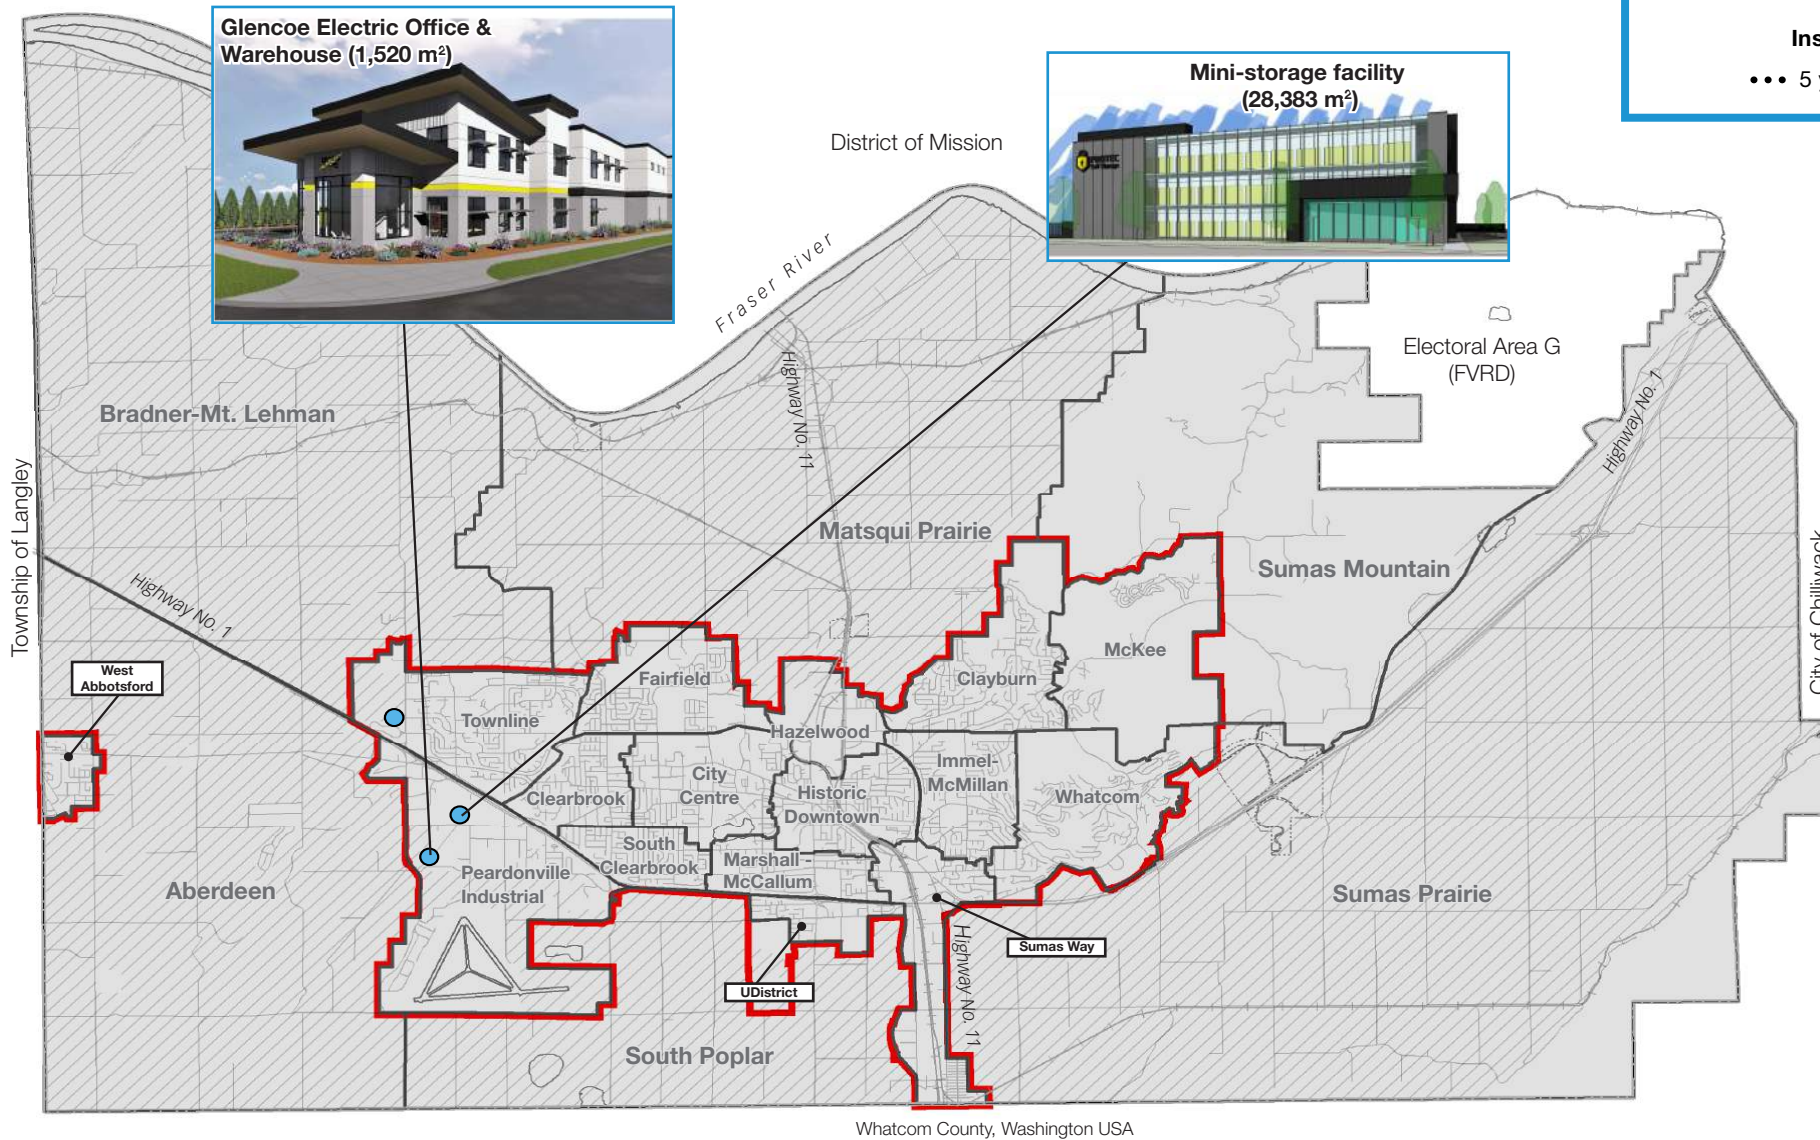 Glencoe Electric Office &
Warehouse (1,520 m²)
Mini-storage facility
(28,383 m²)
••• 5
District of Mission
Fraser River
Highway No. 11
Electoral Area G
(FVRD)
Highway No. 1
Bradner-Mt. Lehman
Township of Langley
Matsqui Prairie
Sumas Mountain
City of Chilliwack
Highway No. 1
West
Abbotsford
Townline
Fairfield
Clayburn
McKee
Hazelwood
Clearbrook
City
Centre
Historic
Downtown
Immel-
McMillan
Whatcom
South
Clearbrook
Marshall -
McCallum
Peardonville
Industrial
Aberdeen
Sumas Prairie
Sumas Way
UDistrict
Highway No. 11
South Poplar
Whatcom County, Washington USA